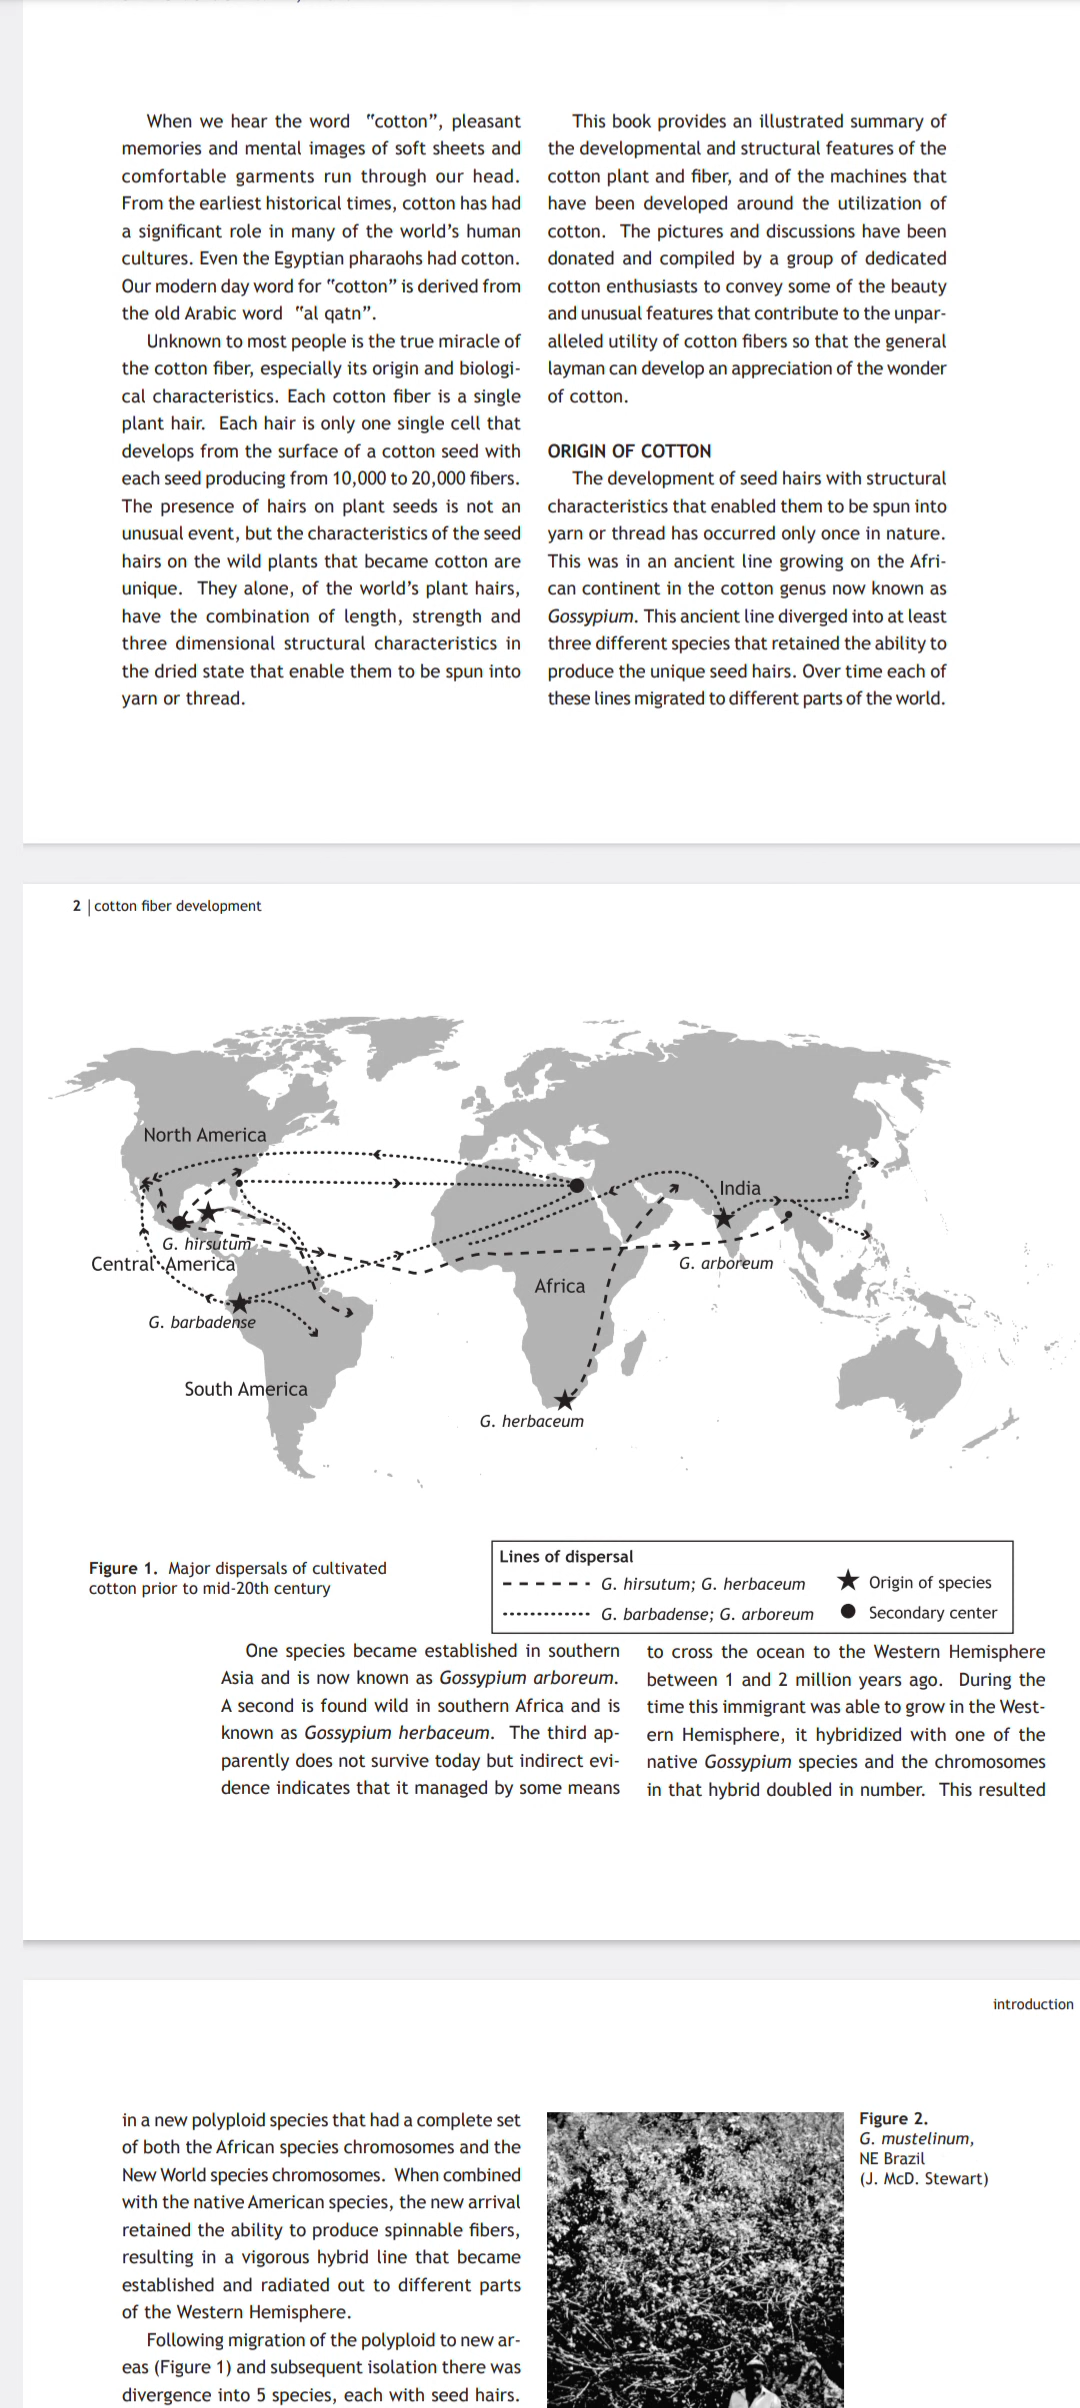 When we hear the word "cotton”, pleasant
memories and mental images of soft sheets and
comfortable garments run through our head.
From the earliest historical times, cotton has had
a significant role in many of the world’s human
cultures. Even the Egyptian pharaohs had cotton.
Our modern day word for "cotton” is derived from
the old Arabic word "al qatn”.
Unknown to most people is the true miracle of
the cotton fiber, especially its origin and biologi-
cal characteristics. Each cotton fiber is a single
plant hair. Each hair is only one single cell that
develops from the surface of a cotton seed with
each seed producing from 10,000 to 20,000 fibers.
The presence of hairs on plant seeds is not an
unusual event, but the characteristics of the seed
hairs on the wild plants that became cotton are
unique. They alone, of the world’s plant hairs,
have the combination of length, strength and
three dimensional structural characteristics in
the dried state that enable them to be spun into
yarn or thread.
This book provides an illustrated summary of
the developmental and structural features of the
cotton plant and fiber, and of the machines that
have been developed around the utilization of
cotton. The pictures and discussions have been
donated and compiled by a group of dedicated
cotton enthusiasts to convey some of the beauty
and unusual features that contribute to the unpar-
alleled utility of cotton fibers so that the general
layman can develop an appreciation of the wonder
of cotton.
ORIGIN OF COTTON
The development of seed hairs with structural
characteristics that enabled them to be spun into
yarn or thread has occurred only once in nature.
This was in an ancient line growing on the Afri-
can continent in the cotton genus now known as
Gossypium. This ancient line diverged into at least
three different species that retained the ability to
produce the unique seed hairs. Over time each of
these lines migrated to different parts of the world.
2 | cotton fiber development
North America
India
G. hirsutum
Central America
G. arboreum
Africa
G. barbadense
South America
G. herbaceum
Figure 1. Major dispersals of cultivated
cotton prior to mid-20th century
Lines of dispersal
G. hirsutum; G. herbaceum
Origin of species
G. barbadense; G. arboreum
Secondary center
One species became established in southern
Asia and is now known as Gossypium arboreum.
A second is found wild in southern Africa and is
known as Gossypium herbaceum. The third ap-
parently does not survive today but indirect evi-
dence indicates that it managed by some means
to cross the ocean to the Western Hemisphere
between 1 and 2 million years ago. During the
time this immigrant was able to grow in the West-
ern Hemisphere, it hybridized with one of the
native Gossypium species and the chromosomes
in that hybrid doubled in number. This resulted
introduction
in a new polyploid species that had a complete set
of both the African species chromosomes and the
New World species chromosomes. When combined
with the native American species, the new arrival
retained the ability to produce spinnable fibers,
resulting in a vigorous hybrid line that became
established and radiated out to different parts
of the Western Hemisphere.
Following migration of the polyploid to new ar-
eas (Figure 1) and subsequent isolation there was
divergence into 5 species, each with seed hairs.
Figure 2.
G. mustelinum,
NE Brazil
(J. McD. Stewart)